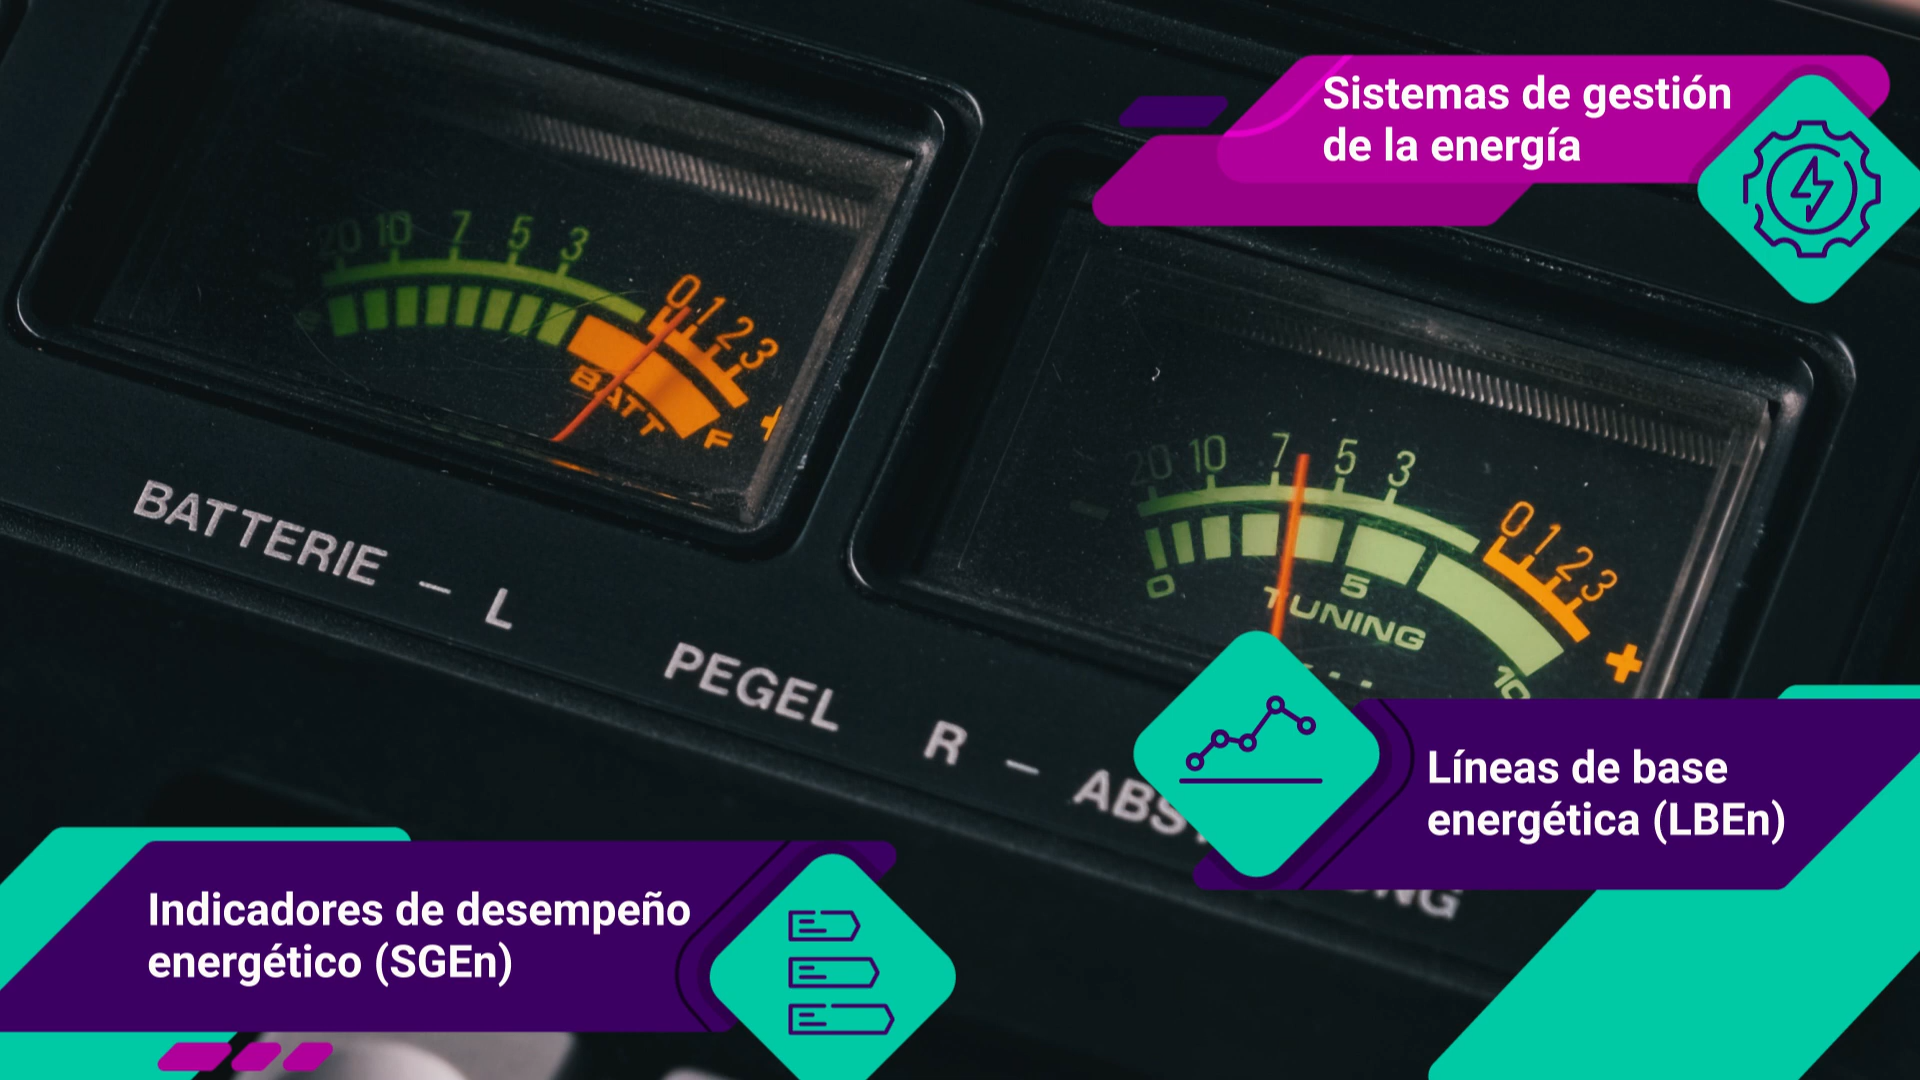 Sistemas de gestión
de la energía
20 10 7 5 3
0 1 2 3
BATT
F
+
BATTERIE – L
20 10 7 5 3
0 1 2 3
0
5
10
TUNING
+
PEGEL
R –
Líneas de base
energética (LBEn)
Indicadores de desempeño
energético (SGEn)